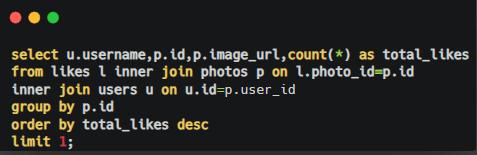 select u.username,p.id,p.image_url,count(*) as total_likes
from likes l inner join photos p on l.photo_id=p.id
inner join users u on u.id=p.user_id
group by p.id
order by total_likes desc
limit 1;